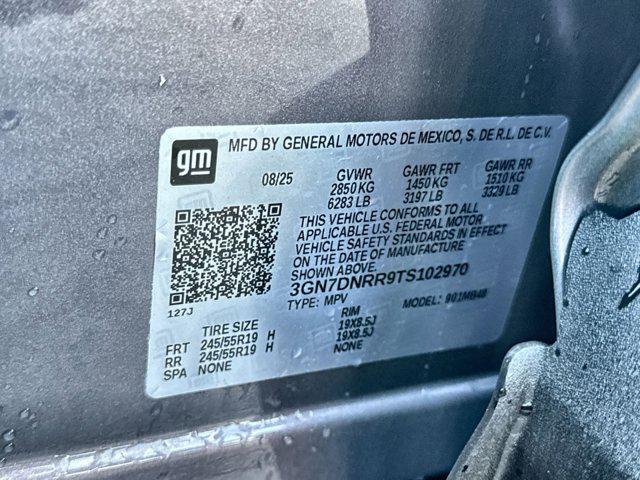 gm
MFD BY GENERAL MOTORS DE MEXICO, S. DE R.L. DE C.V.
08/25 GVWR GAWR FRT GAWR RR
2850 KG 1450 KG 1510 KG
6283 LB 3197 LB 3329 LB
THIS VEHICLE CONFORMS TO ALL
APPLICABLE U.S. FEDERAL MOTOR
VEHICLE SAFETY STANDARDS IN EFFECT
ON THE DATE OF MANUFACTURE
SHOWN ABOVE.
3GN7DNRR9TS102970
TYPE: MPV MODEL: 901MB48
127J
TIRE SIZE RIM
FRT 245/55R19 H 19X8.5J
RR 245/55R19 H 19X8.5J
SPA NONE NONE